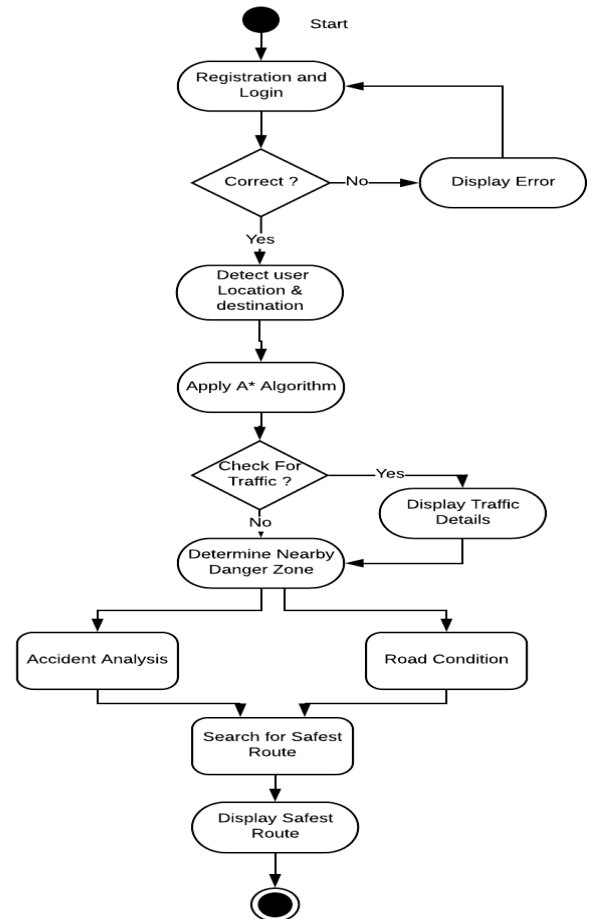 Start
Registration and
Login
Correct ?
No
Display Error
Yes
Detect user
Location &
destination
Apply A* Algorithm
Check For
Traffic ?
Yes
Display Traffic
Details
No
Determine Nearby
Danger Zone
Accident Analysis
Road Condition
Search for Safest
Route
Display Safest
Route